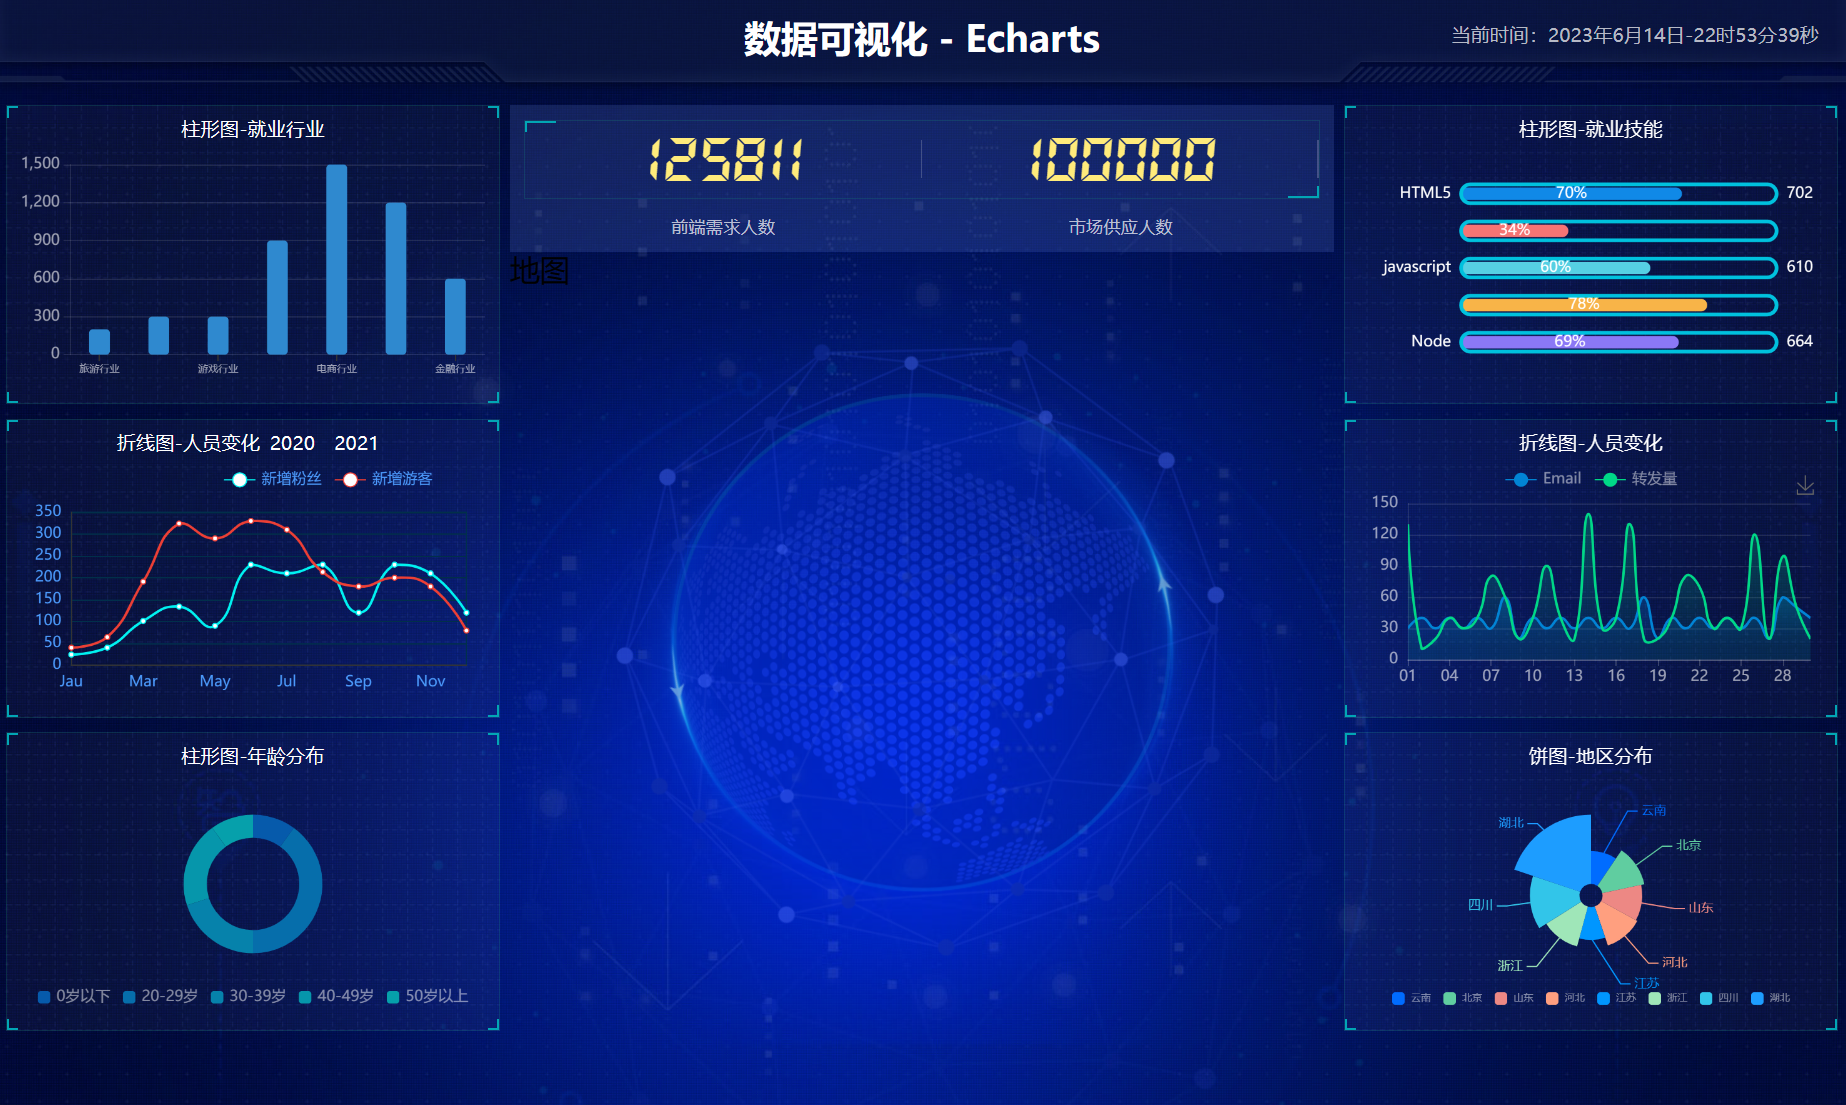 数据可视化 - Echarts
当前时间：2023年6月14日-22时53分39秒
柱形图-就业行业
1,500
1,200
900
600
300
0
旅游行业 游戏行业 电商行业 金融行业
折线图-人员变化 2020 2021
新增粉丝 新增游客
350
300
250
200
150
100
50
0
Jau Mar May Jul Sep Nov
柱形图-年龄分布
0岁以下 20-29岁 30-39岁 40-49岁 50岁以上
125811 100000
前端需求人数 市场供应人数
地图
柱形图-就业技能
HTML5 70% 702
34%
javascript 60% 610
78%
Node 69% 664
折线图-人员变化
Email 转发量
150
120
90
60
30
0
01 04 07 10 13 16 19 22 25 28
饼图-地区分布
云南
湖北
北京
四川
山东
河北
浙江
江苏
云南 北京 山东 河北 江苏 浙江 四川 湖北